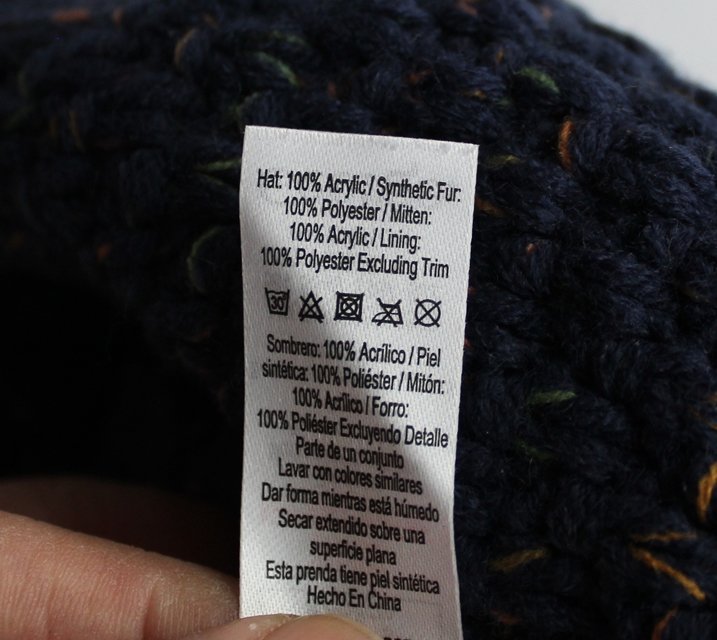 Hat: 100% Acrylic / Synthetic Fur:
100% Polyester / Mitten:
100% Acrylic / Lining:
100% Polyester Excluding Trim
30
Sombrero: 100% Acrílico / Piel
sintética: 100% Poliéster / Mitón:
100% Acrílico / Forro:
100% Poliéster Excluyendo Detalle
Parte de un conjunto
Lavar con colores similares
Dar forma mientras está húmedo
Secar extendido sobre una
superficie plana
Esta prenda tiene piel sintética
Hecho En China